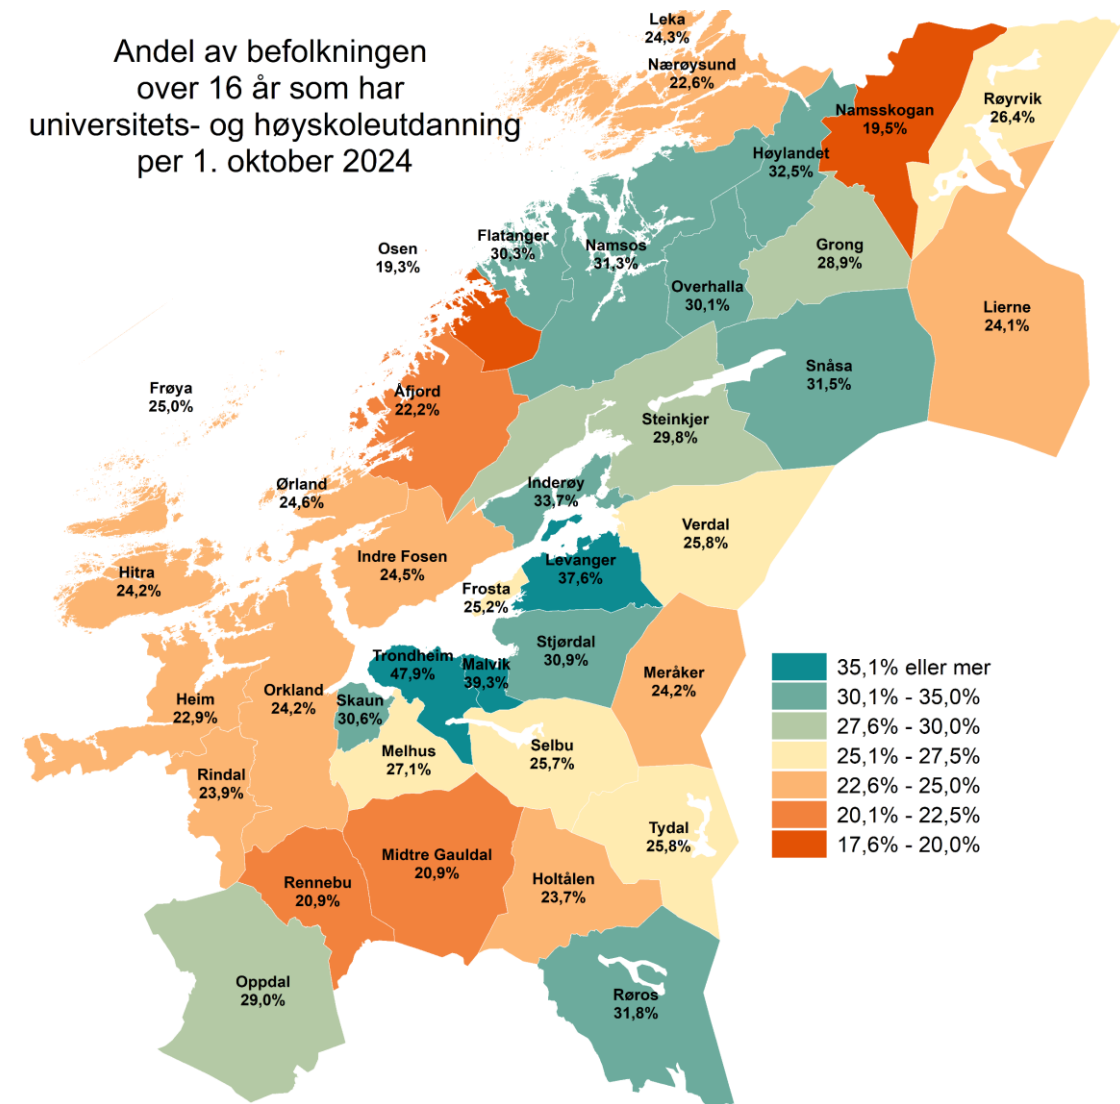 Andel av befolkningen
over 16 år som har
universitets- og høyskoleutdanning
per 1. oktober 2024
Leka
24,3%
Nærøysund
22,6%
Namsskogan
19,5%
Røyrvik
26,4%
Høylandet
32,5%
Osen
19,3%
Flatanger
30,3%
Namsos
31,3%
Grong
28,9%
Overhalla
30,1%
Lierne
24,1%
Snåsa
31,5%
Frøya
25,0%
Åfjord
22,2%
Steinkjer
29,8%
Ørland
24,6%
Inderøy
33,7%
Verdal
25,8%
Indre Fosen
24,5%
Levanger
37,6%
Hitra
24,2%
Frosta
25,2%
Stjørdal
30,9%
Trondheim
47,9%
Malvik
39,3%
Meråker
24,2%
Heim
22,9%
Orkland
24,2%
Skaun
30,6%
Melhus
27,1%
Selbu
25,7%
Rindal
23,9%
Tydal
25,8%
Midtre Gauldal
20,9%
Rennebu
20,9%
Holtålen
23,7%
Oppdal
29,0%
Røros
31,8%
35,1% eller mer
30,1% - 35,0%
27,6% - 30,0%
25,1% - 27,5%
22,6% - 25,0%
20,1% - 22,5%
17,6% - 20,0%